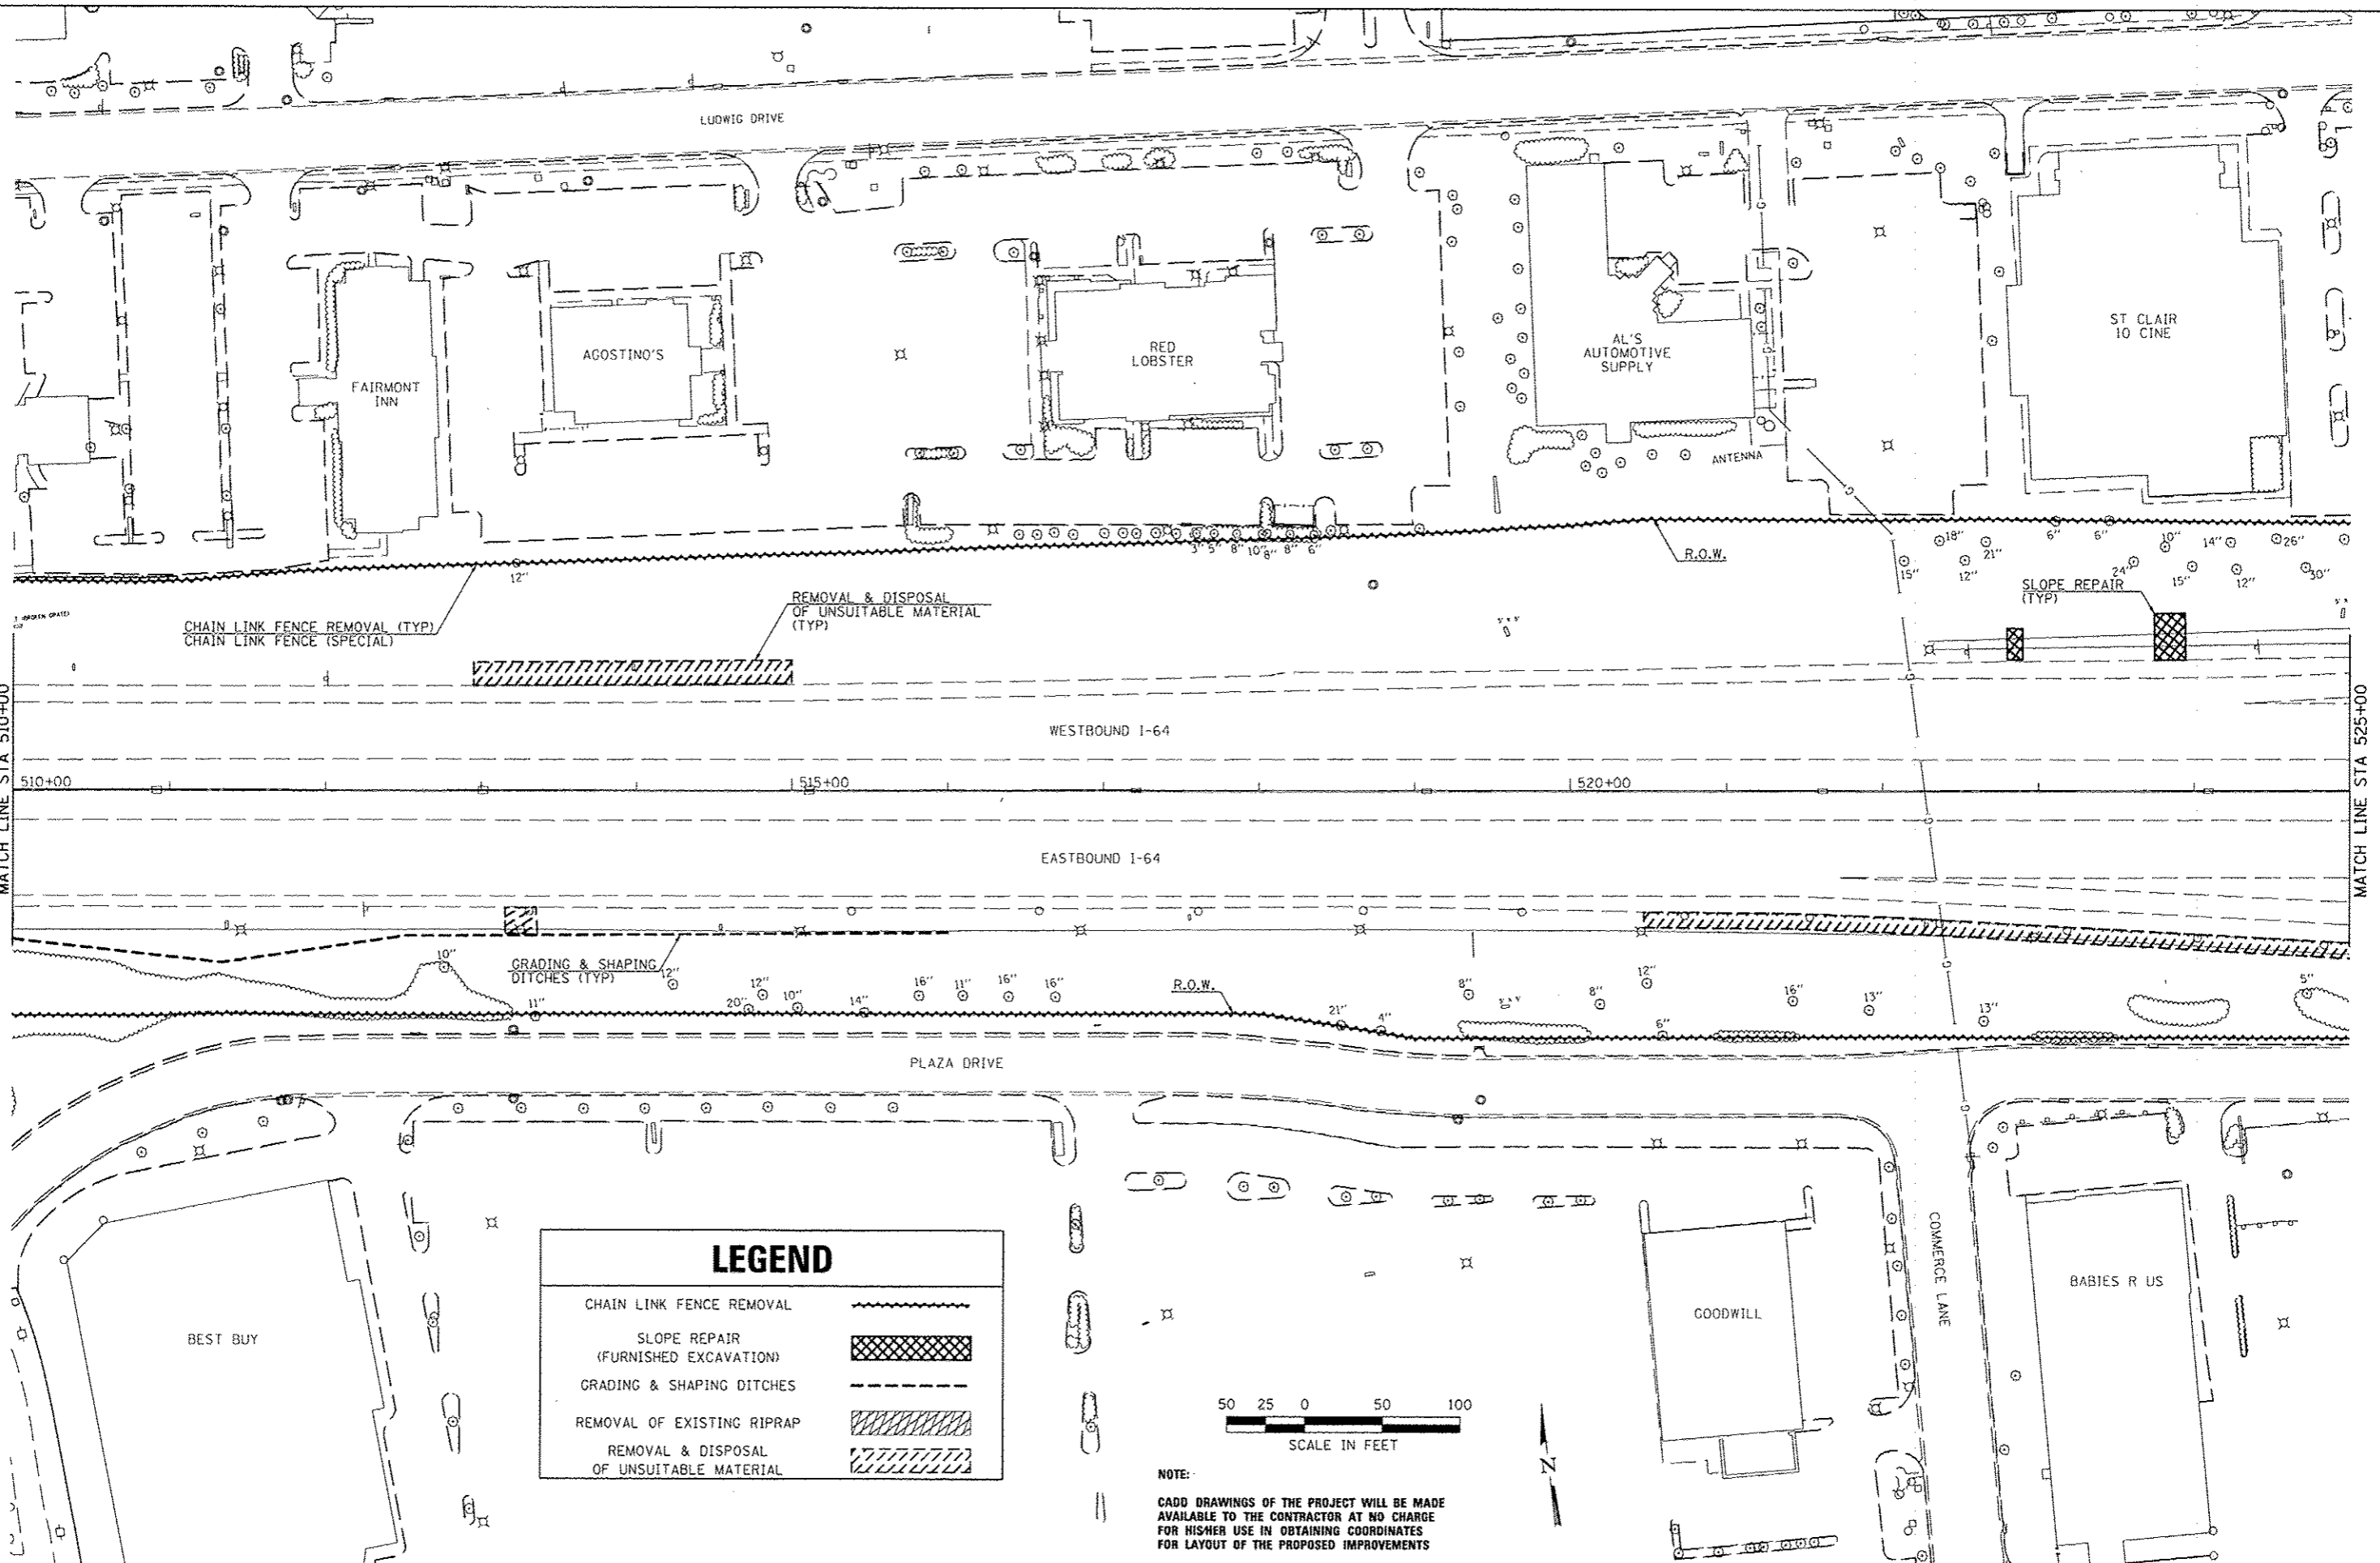 LUDWIG DRIVE
FAIRMONT
INN
AGOSTINO'S
RED
LOBSTER
AL'S
AUTOMOTIVE
SUPPLY
ANTENNA
ST CLAIR
10 CINE
12"
3"
5"
8"
10"
8"
8"
6"
R.O.W.
15"
18"
12"
21"
6"
6"
24"
10"
15"
14"
12"
26"
30"
CHAIN LINK FENCE REMOVAL (TYP)
CHAIN LINK FENCE (SPECIAL)
REMOVAL & DISPOSAL
OF UNSUITABLE MATERIAL
(TYP)
SLOPE REPAIR
(TYP)
MATCH LINE STA 510+00
WESTBOUND I-64
510+00
515+00
520+00
MATCH LINE STA 525+00
EASTBOUND I-64
GRADING & SHAPING
DITCHES (TYP)
10"
11"
12"
20"
12"
10"
14"
16"
11"
16"
16"
R.O.W.
21"
4"
8"
8"
12"
6"
16"
13"
13"
5"
PLAZA DRIVE
BEST BUY
GOODWILL
COMMERCE LANE
BABIES R US
LEGEND
CHAIN LINK FENCE REMOVAL
SLOPE REPAIR
(FURNISHED EXCAVATION)
GRADING & SHAPING DITCHES
REMOVAL OF EXISTING RIPRAP
REMOVAL & DISPOSAL
OF UNSUITABLE MATERIAL
50 25 0 50 100
SCALE IN FEET
N
NOTE:
CADD DRAWINGS OF THE PROJECT WILL BE MADE
AVAILABLE TO THE CONTRACTOR AT NO CHARGE
FOR HIS/HER USE IN OBTAINING COORDINATES
FOR LAYOUT OF THE PROPOSED IMPROVEMENTS